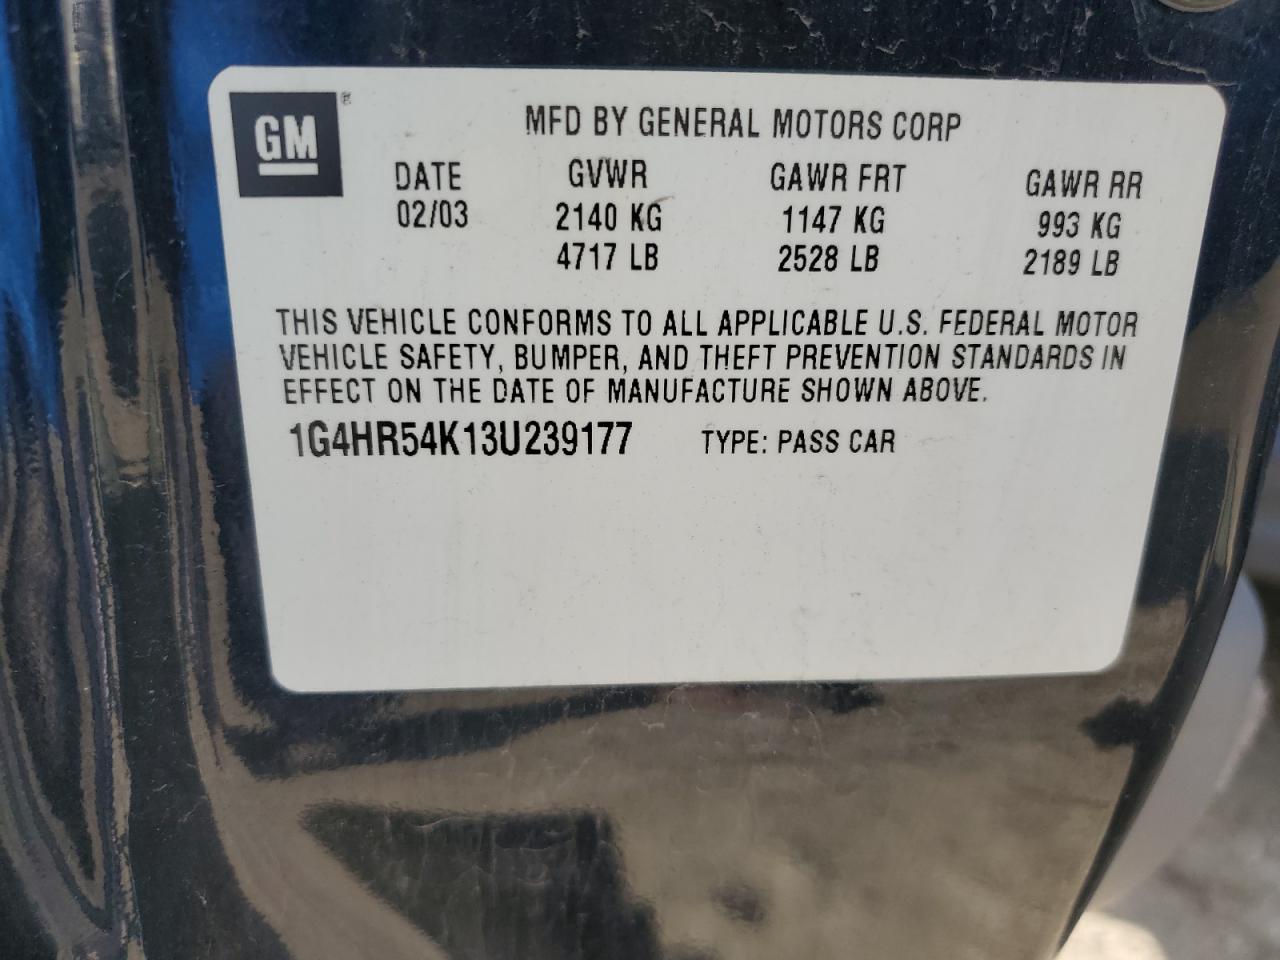 GM®
MFD BY GENERAL MOTORS CORP
DATE GVWR GAWR FRT GAWR RR
02/03 2140 KG 1147 KG 993 KG
4717 LB 2528 LB 2189 LB
THIS VEHICLE CONFORMS TO ALL APPLICABLE U.S. FEDERAL MOTOR
VEHICLE SAFETY, BUMPER, AND THEFT PREVENTION STANDARDS IN
EFFECT ON THE DATE OF MANUFACTURE SHOWN ABOVE.
1G4HR54K13U239177 TYPE: PASS CAR